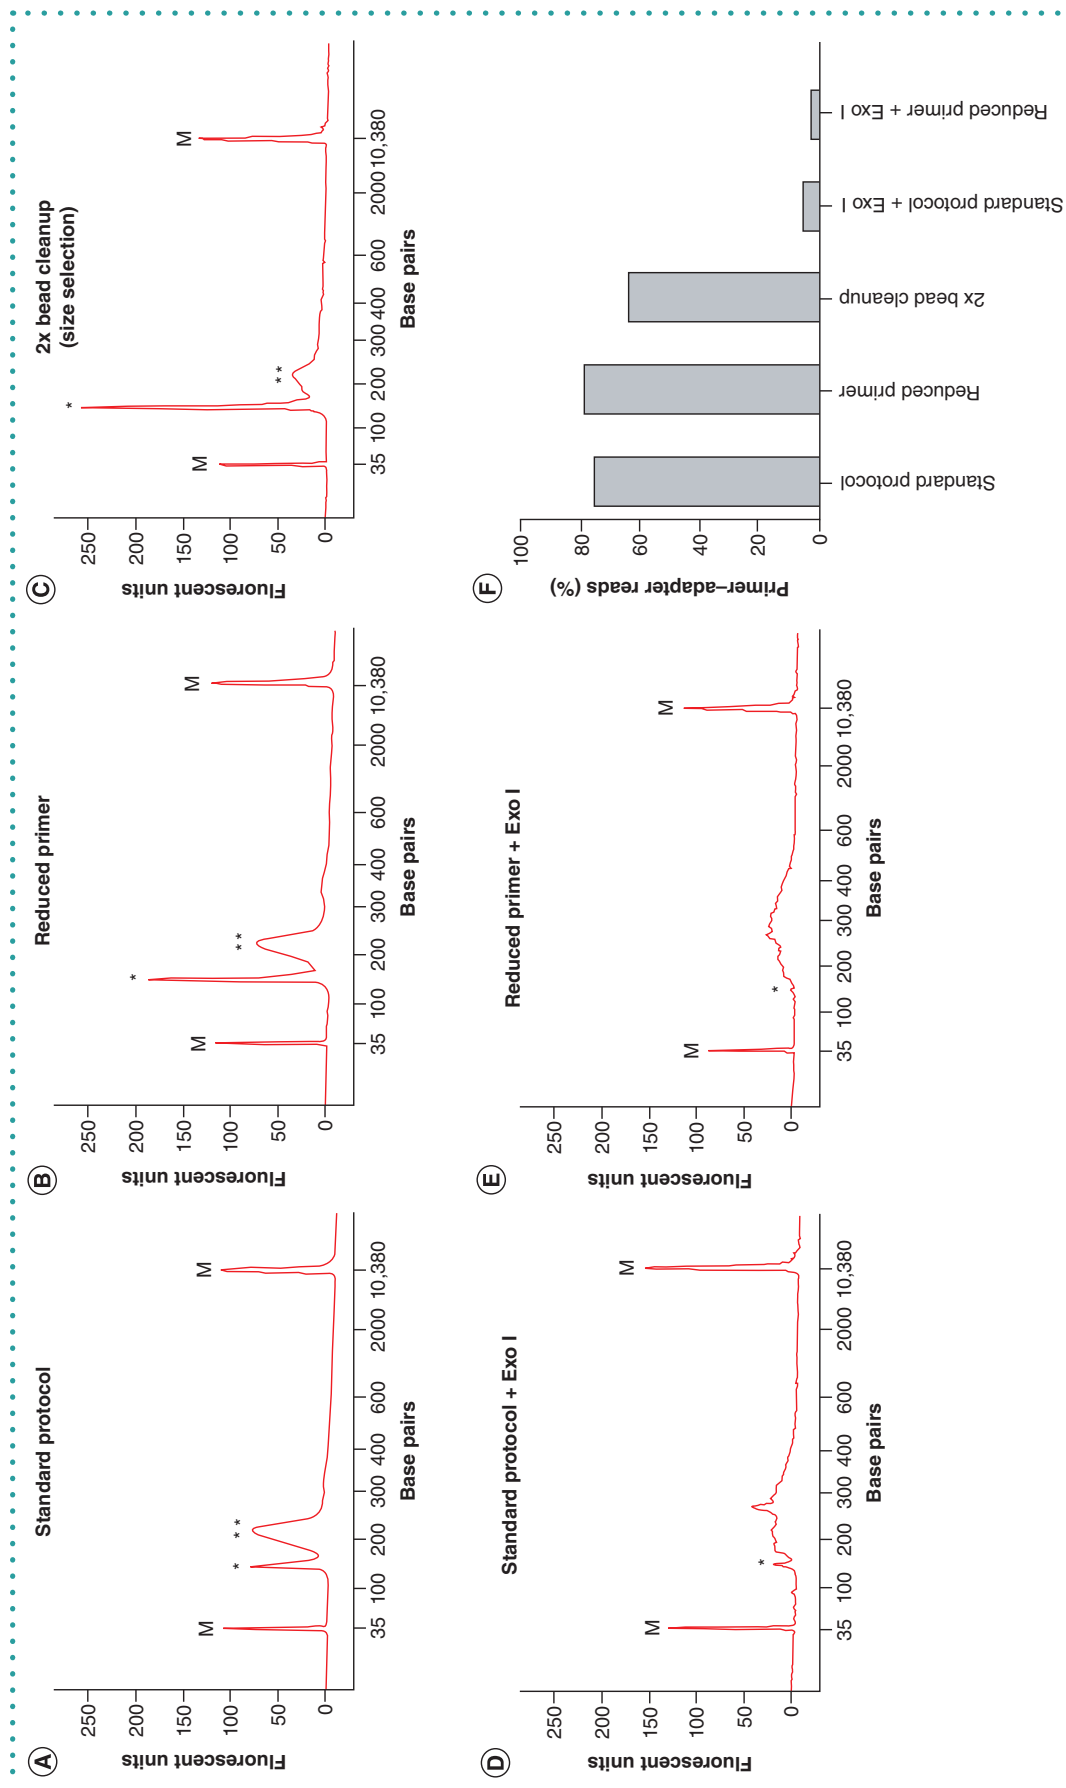 A
Standard protocol
Fluorescent units
250
200
150
100
50
0
M
*
**
M
35
100
200
300
400
600
2000
10,380
Base pairs
B
Reduced primer
Fluorescent units
250
200
150
100
50
0
M
*
**
M
35
100
200
300
400
600
2000
10,380
Base pairs
C
2x bead cleanup
(size selection)
Fluorescent units
250
200
150
100
50
0
M
*
**
M
35
100
200
300
400
600
2000
10,380
Base pairs
D
Standard protocol + Exo I
Fluorescent units
250
200
150
100
50
0
M
*
M
35
100
200
300
400
600
2000
10,380
Base pairs
E
Reduced primer + Exo I
Fluorescent units
250
200
150
100
50
0
M
*
M
35
100
200
300
400
600
2000
10,380
Base pairs
F
Primer–adapter reads (%)
100
80
60
40
20
0
Standard protocol
Reduced primer
2x bead cleanup
Standard protocol + Exo I
Reduced primer + Exo I